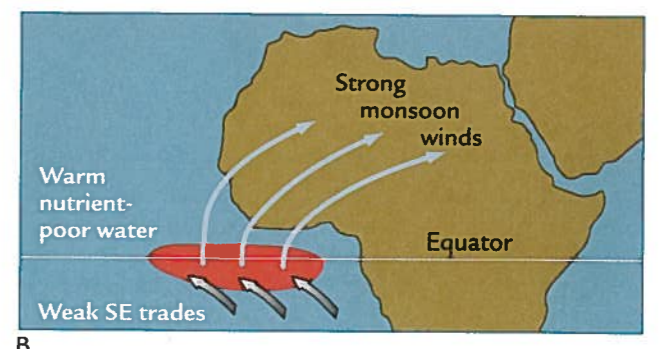 Strong
monsoon
winds
Warm
nutrient-
poor water
Equator
Weak SE trades
B